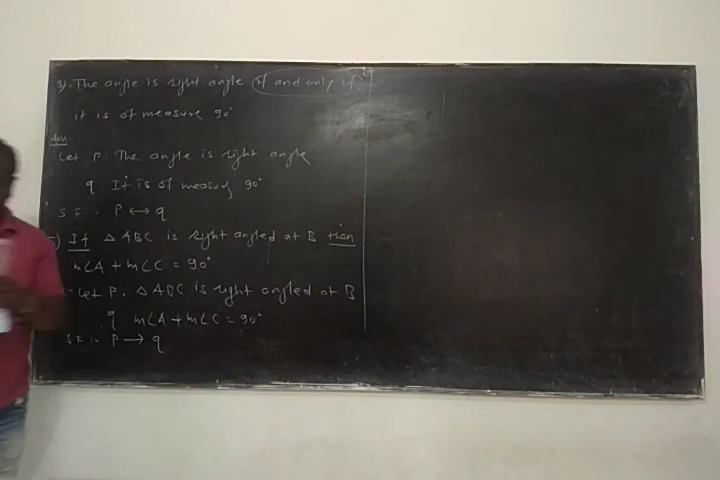 3). The angle is right angle if and only if
it is of measure 90°
Ans:
Let P: The angle is right angle
q: It is of measure 90°
S F : P ↔ q
) If △ ABC is right angled at B then
m∠A + m∠C = 90°
Let P: △ ABC is right angled at B
q m∠A + m∠C = 90°
SF : P → q